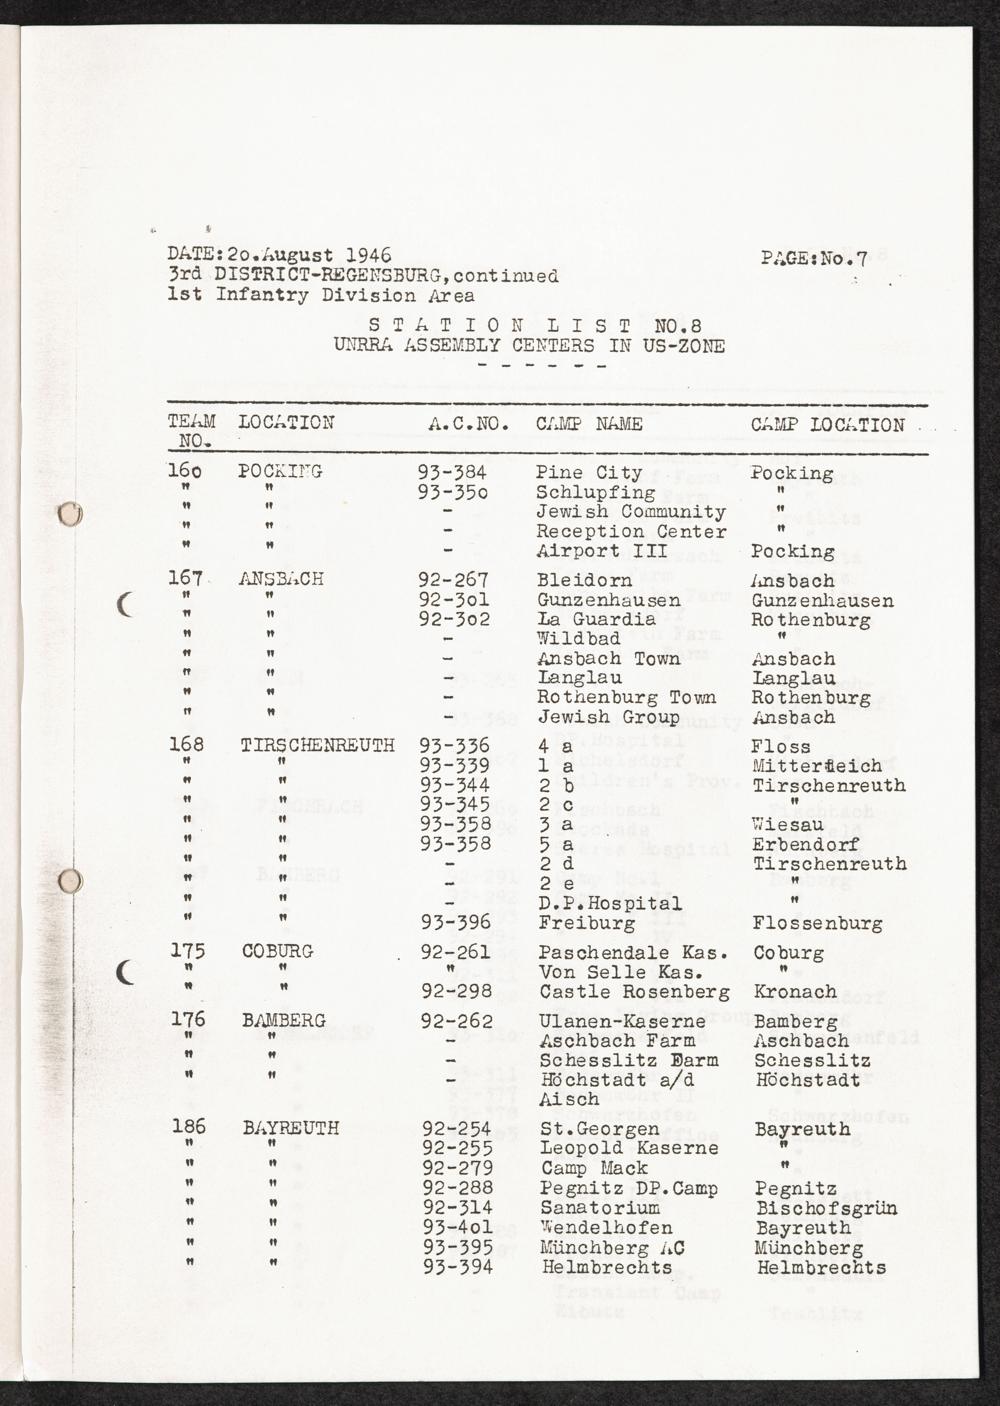 DATE:2o.August 1946 PAGE:No.7
3rd DISTRICT-REGENSBURG,continued
1st Infantry Division Area
S T A T I O N L I S T NO.8
UNRRA ASSEMBLY CENTERS IN US-ZONE
- - - - - -
TEAM LOCATION A.C.NO. CAMP NAME CAMP LOCATION
NO.
16o POCKING 93-384 Pine City Pocking
" " 93-35o Schlupfing "
" " - Jewish Community "
" " - Reception Center "
" " - Airport III Pocking
167 ANSBACH 92-267 Bleidorn Ansbach
" " 92-3o1 Gunzenhausen Gunzenhausen
" " 92-3o2 La Guardia Rothenburg
" " - Wildbad "
" " - Ansbach Town Ansbach
" " - Langlau Langlau
" " - Rothenburg Town Rothenburg
" " - Jewish Group Ansbach
168 TIRSCHENREUTH 93-336 4 a Floss
" " 93-339 1 a Mitterteich
" " 93-344 2 b Tirschenreuth
" " 93-345 2 c "
" " 93-358 3 a Wiesau
" " 93-358 5 a Erbendorf
" " - 2 d Tirschenreuth
" " - 2 e "
" " - D.P.Hospital "
" " 93-396 Freiburg Flossenburg
175 COBURG 92-261 Paschendale Kas. Coburg
" " " Von Selle Kas. "
" " 92-298 Castle Rosenberg Kronach
176 BAMBERG 92-262 Ulanen-Kaserne Bamberg
" " - Aschbach Farm Aschbach
" " - Schesslitz Farm Schesslitz
" " - Höchstadt a/d Höchstadt
Aisch
186 BAYREUTH 92-254 St.Georgen Bayreuth
" " 92-255 Leopold Kaserne "
" " 92-279 Camp Mack "
" " 92-288 Pegnitz DP.Camp Pegnitz
" " 92-314 Sanatorium Bischofsgrün
" " 93-4o1 Wendelhofen Bayreuth
" " 93-395 Münchberg AC Münchberg
" " 93-394 Helmbrechts Helmbrechts